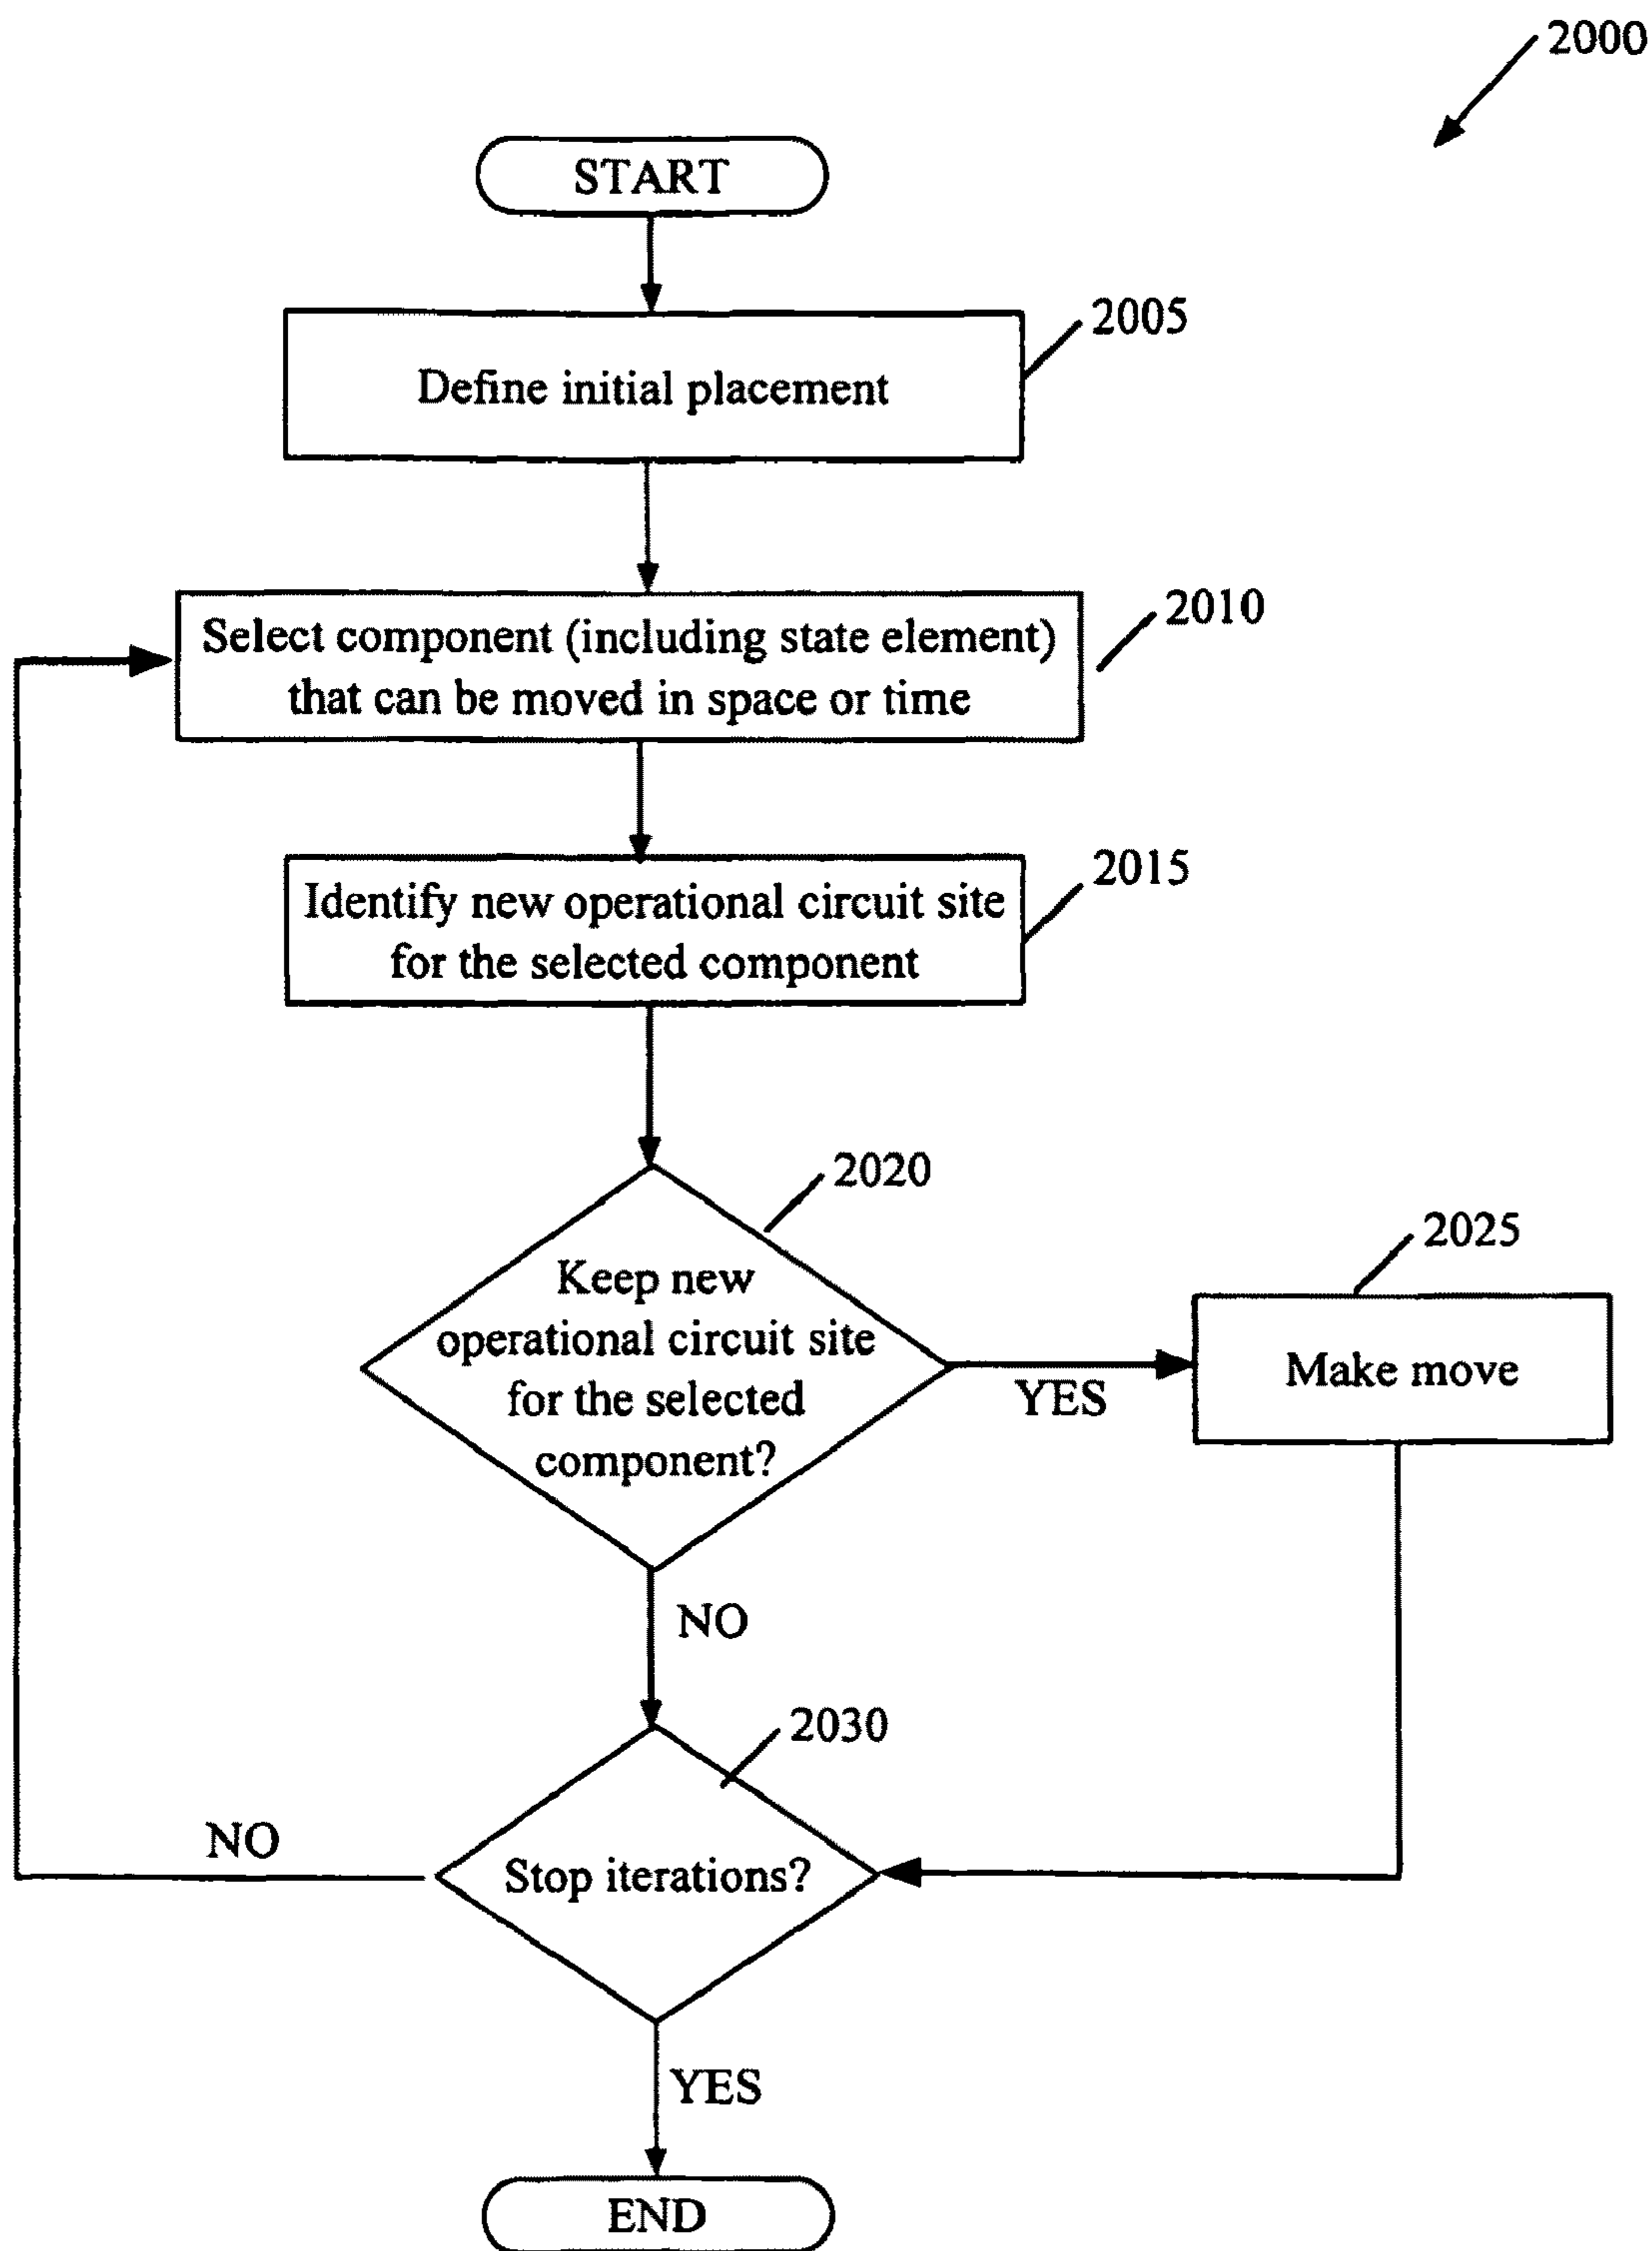 2000
START
2005
Define initial placement
2010
Select component (including state element)
that can be moved in space or time
2015
Identify new operational circuit site
for the selected component
2020
Keep new
operational circuit site
for the selected
component?
YES
2025
Make move
NO
2030
Stop iterations?
NO
YES
END